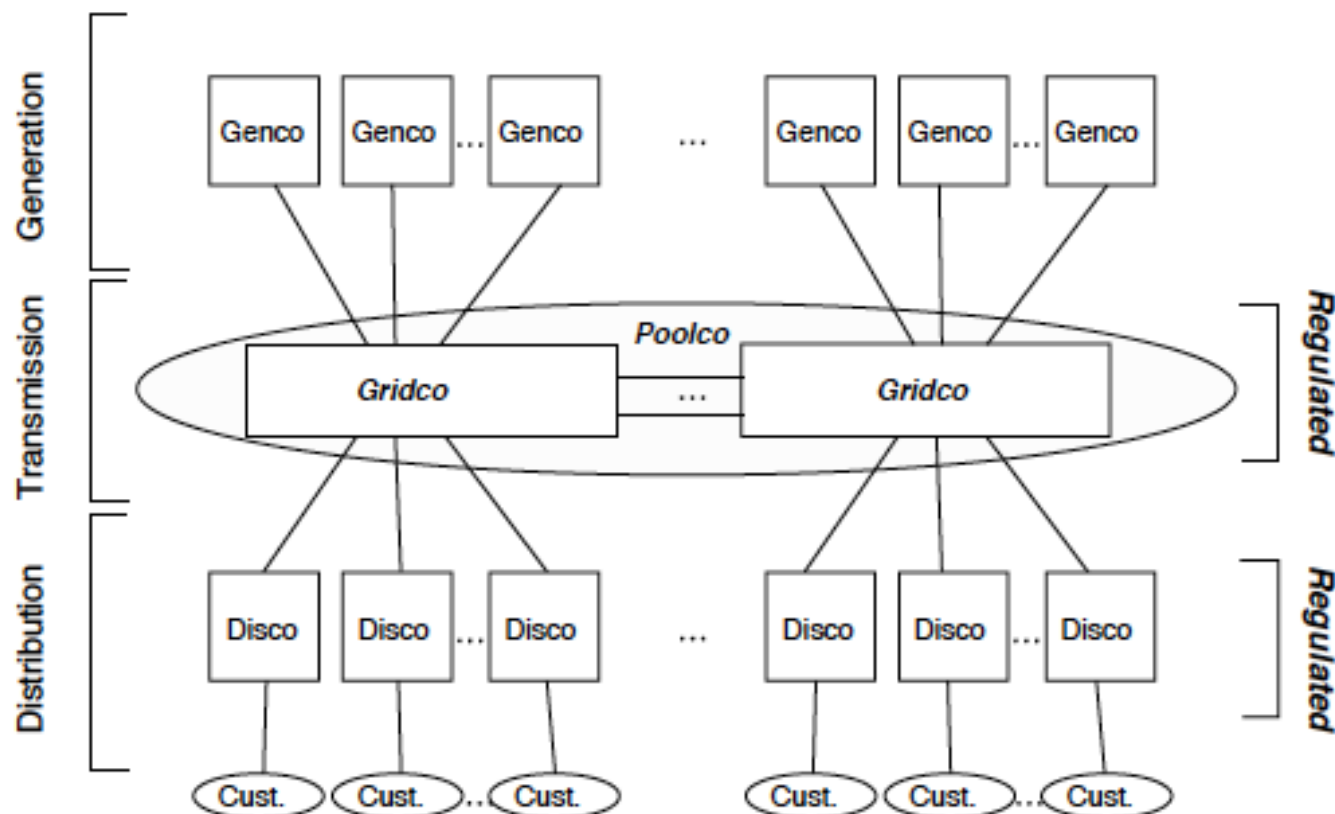 Generation
Genco Genco ... Genco ... Genco Genco ... Genco
Transmission
Poolco
Gridco ... Gridco
Regulated
Distribution
Disco Disco ... Disco ... Disco Disco ... Disco
Regulated
Cust. Cust. ... Cust. Cust. Cust. ... Cust.